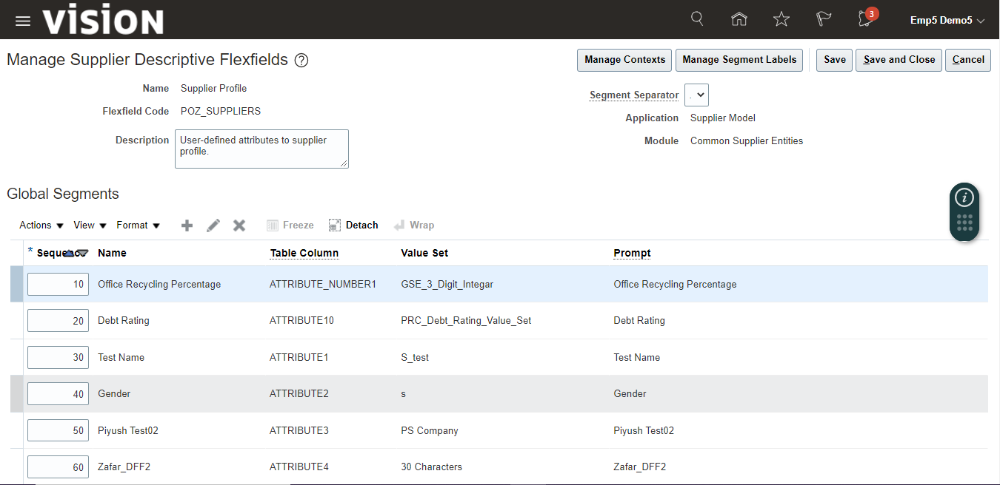 VISION
3
Emp5 Demo5
Manage Supplier Descriptive Flexfields ?
Manage Contexts
Manage Segment Labels
Save
Save and Close
Cancel
Name Supplier Profile
Flexfield Code POZ_SUPPLIERS
Description User-defined attributes to supplier
profile.
Segment Separator .
Application Supplier Model
Module Common Supplier Entities
Global Segments
Actions View Format Freeze Detach Wrap
* Sequence Name Table Column Value Set Prompt
10 Office Recycling Percentage ATTRIBUTE_NUMBER1 GSE_3_Digit_Integar Office Recycling Percentage
20 Debt Rating ATTRIBUTE10 PRC_Debt_Rating_Value_Set Debt Rating
30 Test Name ATTRIBUTE1 S_test Test Name
40 Gender ATTRIBUTE2 s Gender
50 Piyush Test02 ATTRIBUTE3 PS Company Piyush Test02
60 Zafar_DFF2 ATTRIBUTE4 30 Characters Zafar_DFF2